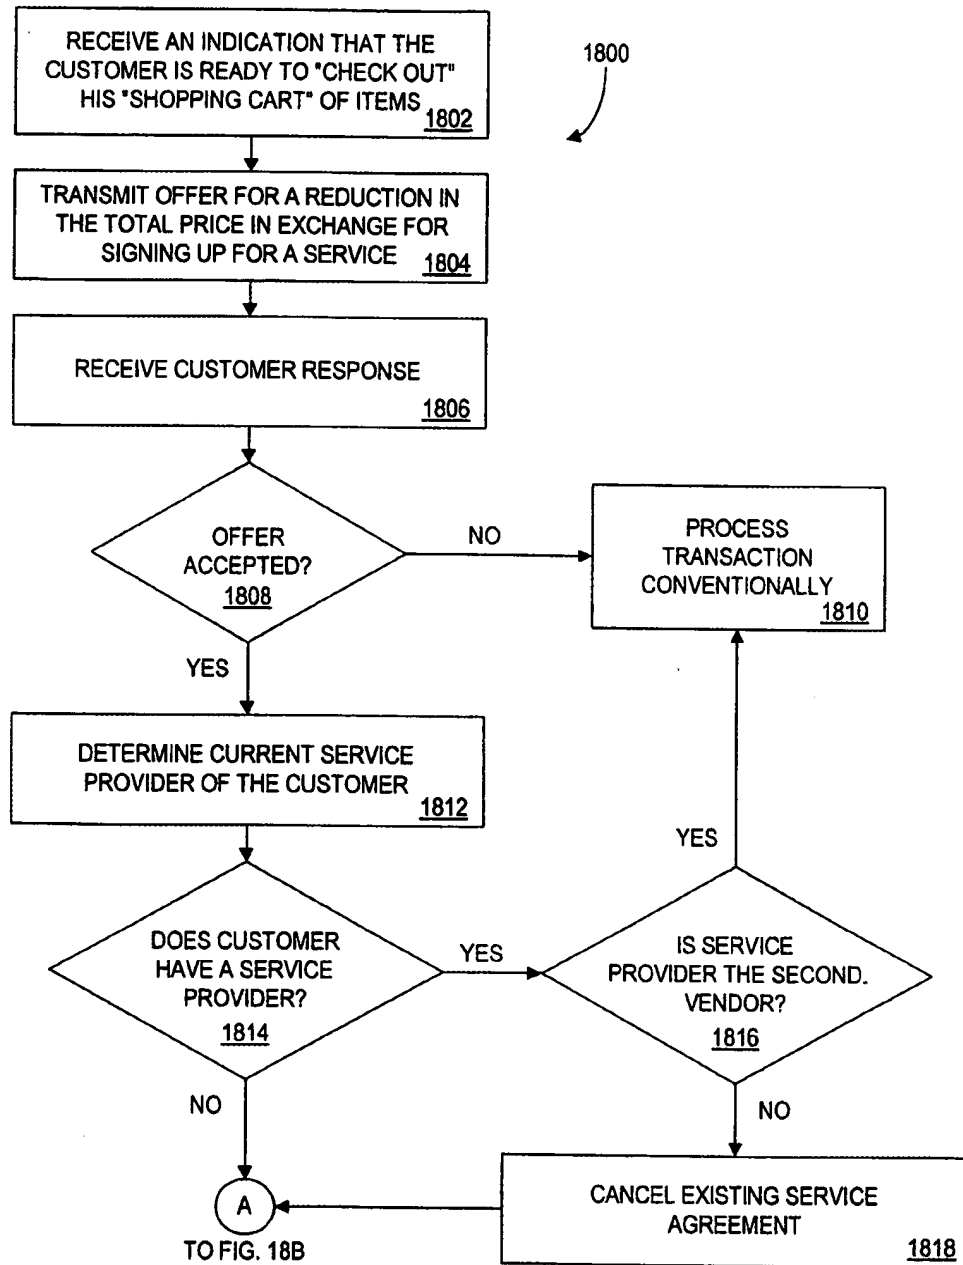 RECEIVE AN INDICATION THAT THE
CUSTOMER IS READY TO "CHECK OUT"
HIS "SHOPPING CART" OF ITEMS
1802
1800
TRANSMIT OFFER FOR A REDUCTION IN
THE TOTAL PRICE IN EXCHANGE FOR
SIGNING UP FOR A SERVICE
1804
RECEIVE CUSTOMER RESPONSE
1806
OFFER
ACCEPTED?
1808
NO
PROCESS
TRANSACTION
CONVENTIONALLY
1810
YES
DETERMINE CURRENT SERVICE
PROVIDER OF THE CUSTOMER
1812
YES
DOES CUSTOMER
HAVE A SERVICE
PROVIDER?
1814
YES
IS SERVICE
PROVIDER THE SECOND.
VENDOR?
1816
NO
NO
A
TO FIG. 18B
CANCEL EXISTING SERVICE
AGREEMENT
1818